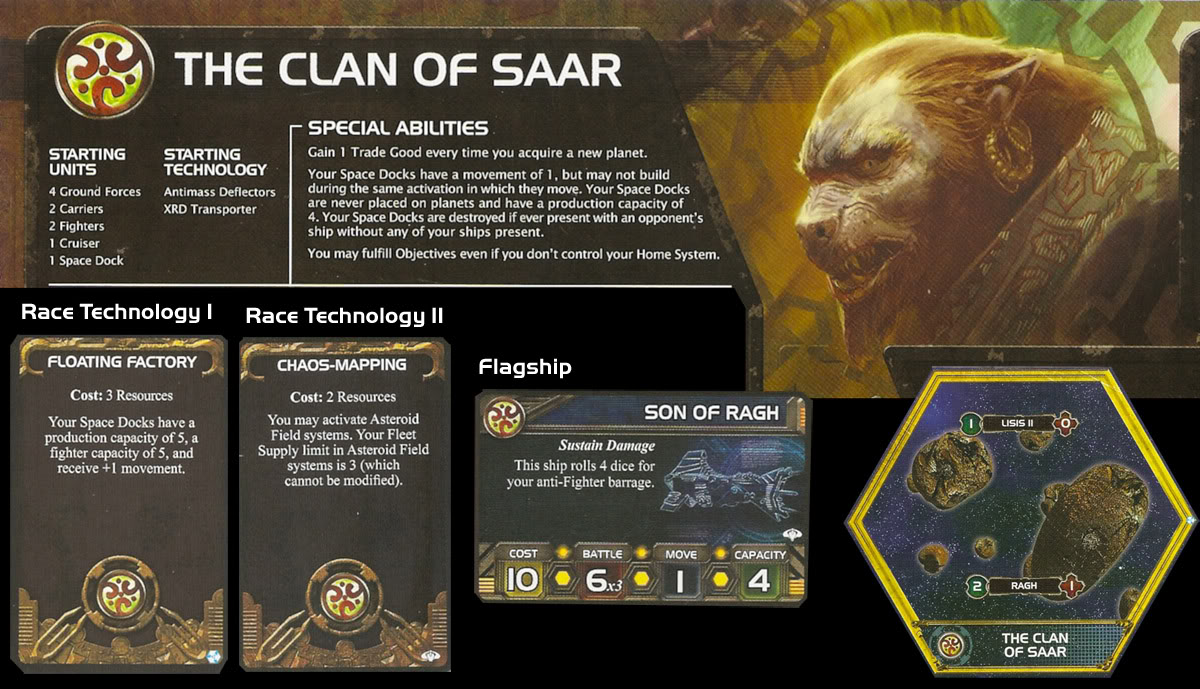 THE CLAN OF SAAR
STARTING
UNITS
4 Ground Forces
2 Carriers
2 Fighters
1 Cruiser
1 Space Dock
STARTING
TECHNOLOGY
Antimass Deflectors
XRD Transporter
SPECIAL ABILITIES
Gain 1 Trade Good every time you acquire a new planet.
Your Space Docks have a movement of 1, but may not build
during the same activation in which they move. Your Space Docks
are never placed on planets and have a production capacity of
4. Your Space Docks are destroyed if ever present with an opponent's
ship without any of your ships present.
You may fulfill Objectives even if you don't control your Home System.
Race Technology I
FLOATING FACTORY
Cost: 3 Resources
Your Space Docks have a
production capacity of 5, a
fighter capacity of 5, and
receive +1 movement.
Race Technology II
CHAOS-MAPPING
Cost: 2 Resources
You may activate Asteroid
Field systems. Your Fleet
Supply limit in Asteroid Field
systems is 3 (which
cannot be modified).
Flagship
SON OF RAGH
Sustain Damage
This ship rolls 4 dice for
your anti-Fighter barrage.
COST BATTLE MOVE CAPACITY
10 6x3 1 4
1 LISIS II 0
2 RAGH 1
THE CLAN
OF SAAR